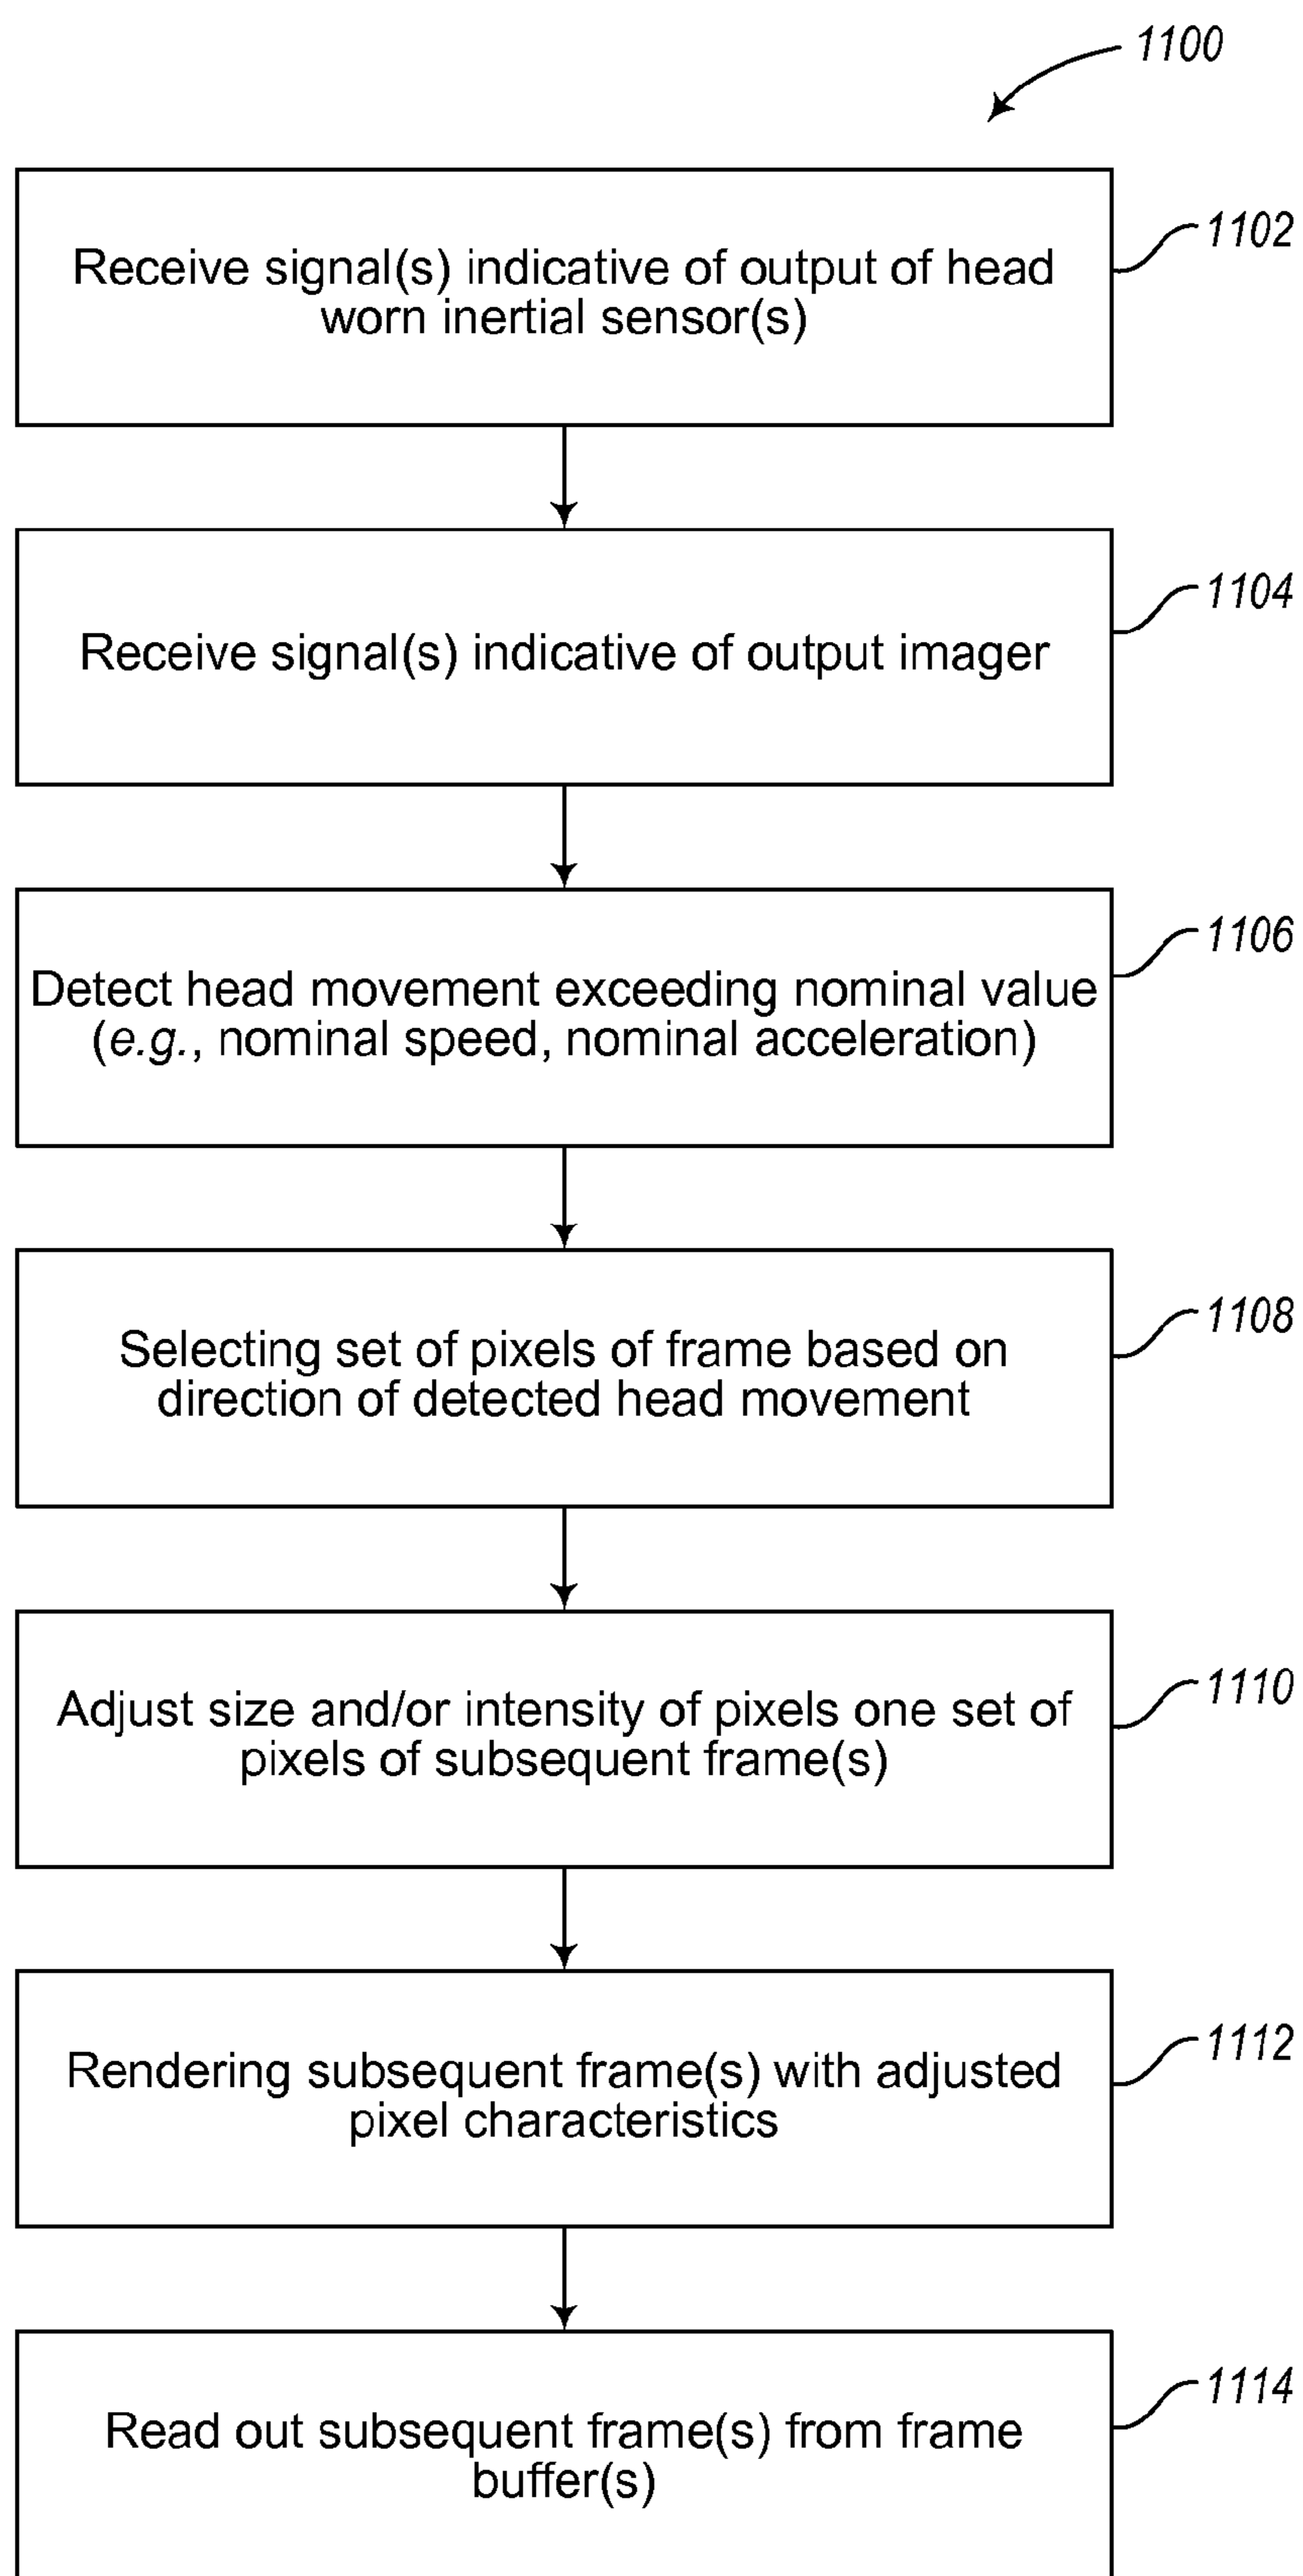 1100
1102
Receive signal(s) indicative of output of head
worn inertial sensor(s)
1104
Receive signal(s) indicative of output imager
1106
Detect head movement exceeding nominal value
(e.g., nominal speed, nominal acceleration)
1108
Selecting set of pixels of frame based on
direction of detected head movement
1110
Adjust size and/or intensity of pixels one set of
pixels of subsequent frame(s)
1112
Rendering subsequent frame(s) with adjusted
pixel characteristics
1114
Read out subsequent frame(s) from frame
buffer(s)